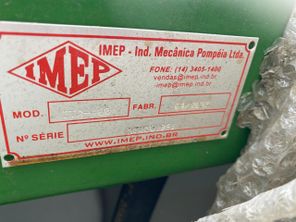 IMEP
IMEP - Ind. Mecânica Pompéia Ltda.
FONE: (14) 3405-1400
vendas@imep.ind.br
imep@imep.ind.br
MOD. FABR.
Nº SÉRIE
WWW.IMEP.IND.BR